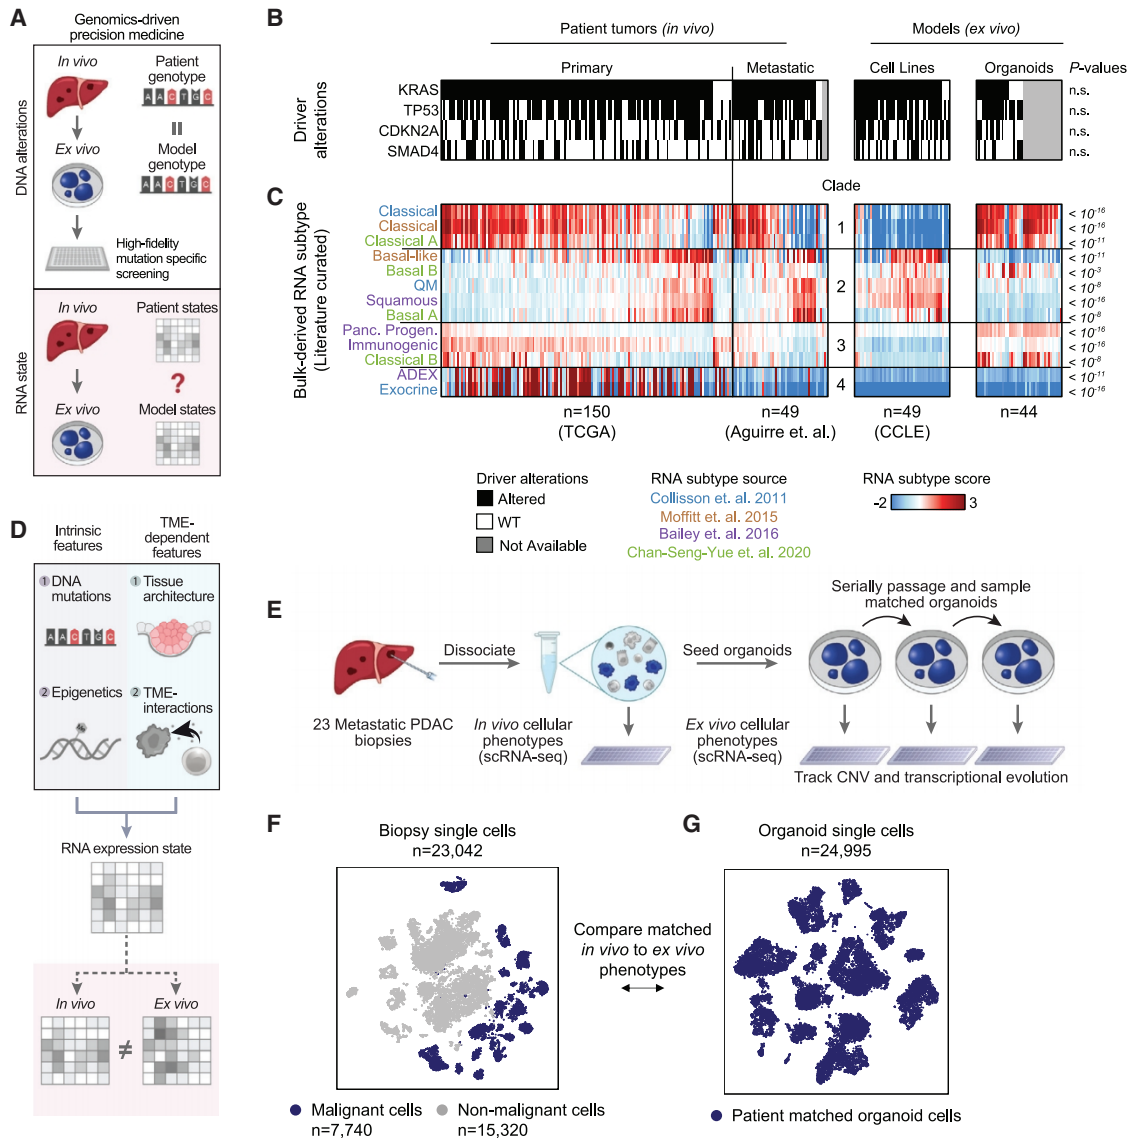 A
Genomics-driven
precision medicine
DNA alterations
In vivo
Patient
genotype
A A C T G C
Ex vivo
Model
genotype
A A C T G C
High-fidelity
mutation specific
screening
RNA state
In vivo
Patient states
?
Ex vivo
Model states
B
Patient tumors (in vivo)
Models (ex vivo)
Primary
Metastatic
Cell Lines
Organoids
P-values
Driver
alterations
KRAS
n.s.
TP53
n.s.
CDKN2A
n.s.
SMAD4
n.s.
C
Clade
Bulk-derived RNA subtype
(Literature curated)
Classical
< 10-16
Classical
1
< 10-16
Classical A
< 10-11
Basal-like
< 10-11
Basal B
< 10-3
QM
2
< 10-8
Squamous
< 10-16
Basal A
< 10-8
Panc. Progen.
< 10-16
Immunogenic
3
< 10-16
Classical B
< 10-8
ADEX
4
< 10-11
Exocrine
< 10-16
n=150
(TCGA)
n=49
(Aguirre et. al.)
n=49
(CCLE)
n=44
Driver alterations
Altered
WT
Not Available
RNA subtype source
Collisson et. al. 2011
Moffitt et. al. 2015
Bailey et. al. 2016
Chan-Seng-Yue et. al. 2020
RNA subtype score
-2
3
D
Intrinsic
features
TME-
dependent
features
1 DNA
mutations
1 Tissue
architecture
A A C T G C
2 Epigenetics
2 TME-
interactions
RNA expression state
In vivo
Ex vivo
≠
E
Serially passage and sample
matched organoids
Dissociate
Seed organoids
23 Metastatic PDAC
biopsies
In vivo cellular
phenotypes
(scRNA-seq)
Ex vivo cellular
phenotypes
(scRNA-seq)
Track CNV and transcriptional evolution
F
Biopsy single cells
n=23,042
Malignant cells
n=7,740
Non-malignant cells
n=15,320
Compare matched
in vivo to ex vivo
phenotypes
G
Organoid single cells
n=24,995
Patient matched organoid cells